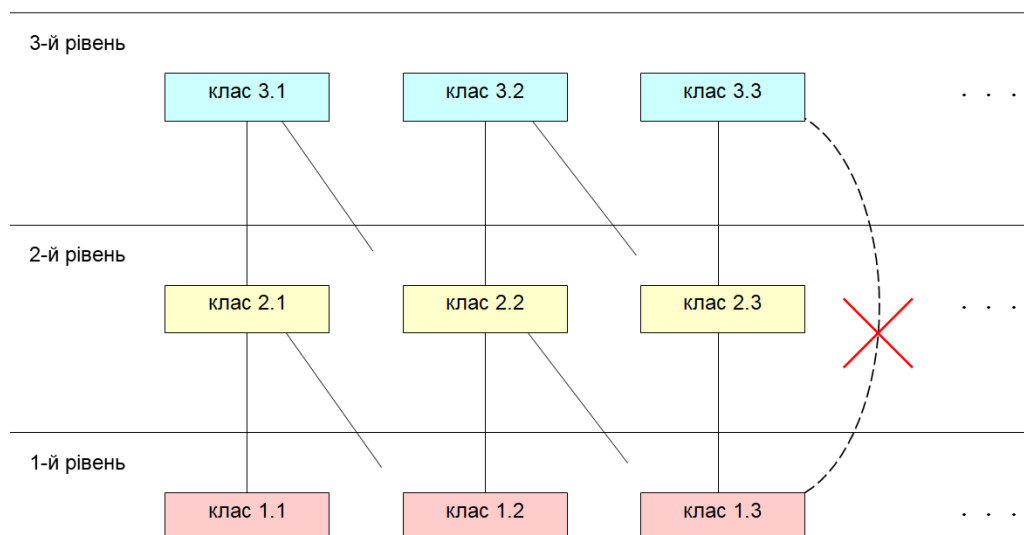 3-й рівень
клас 3.1 клас 3.2 клас 3.3 . . .
2-й рівень
клас 2.1 клас 2.2 клас 2.3 . . .
1-й рівень
клас 1.1 клас 1.2 клас 1.3 . . .